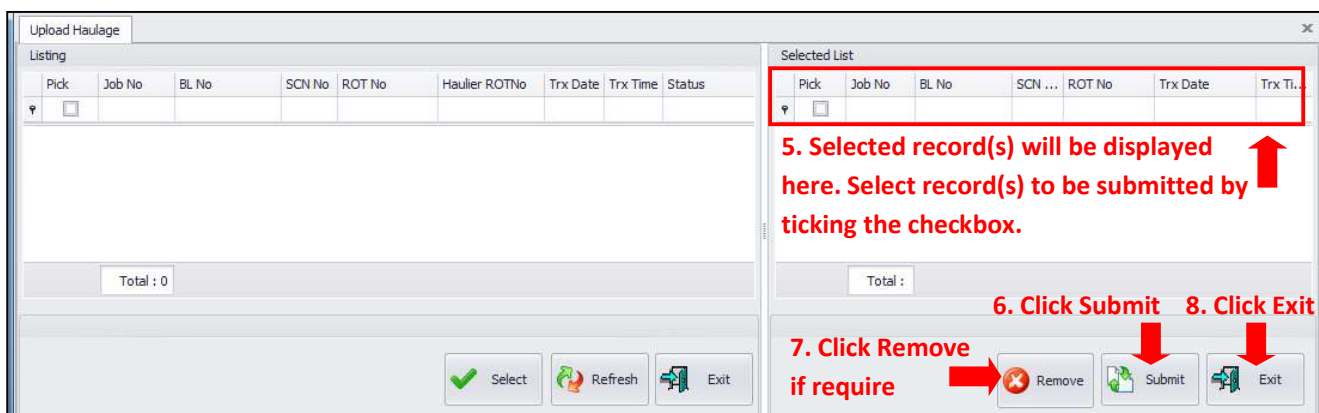 Upload Haulage
Listing
Pick Job No BL No SCN No ROT No Haulier ROTNo Trx Date Trx Time Status
Total : 0
Select Refresh Exit
Selected List
Pick Job No BL No SCN ... ROT No Trx Date Trx Ti...
5. Selected record(s) will be displayed
here. Select record(s) to be submitted by
ticking the checkbox.
Total :
6. Click Submit 8. Click Exit
7. Click Remove
if require
Remove Submit Exit